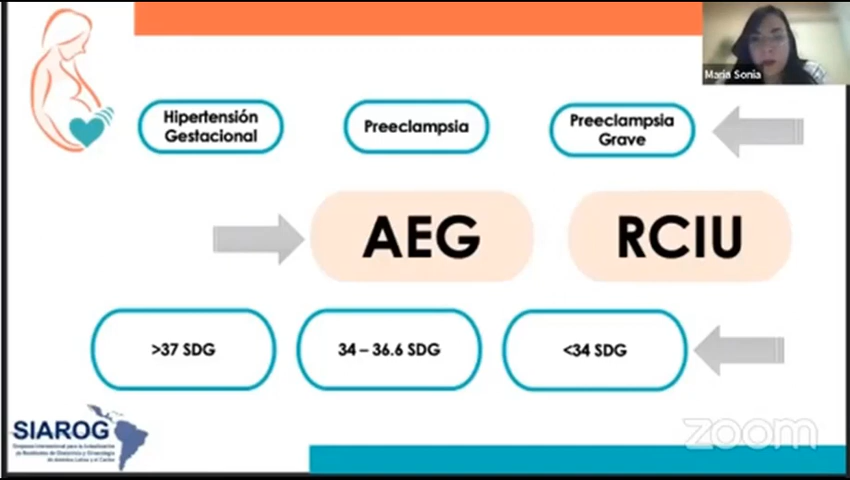 Maria Sonia
Hipertensión
Gestacional
Preeclampsia
Preeclampsia
Grave
AEG
RCIU
>37 SDG
34 – 36.6 SDG
<34 SDG
SIAROG
zoom